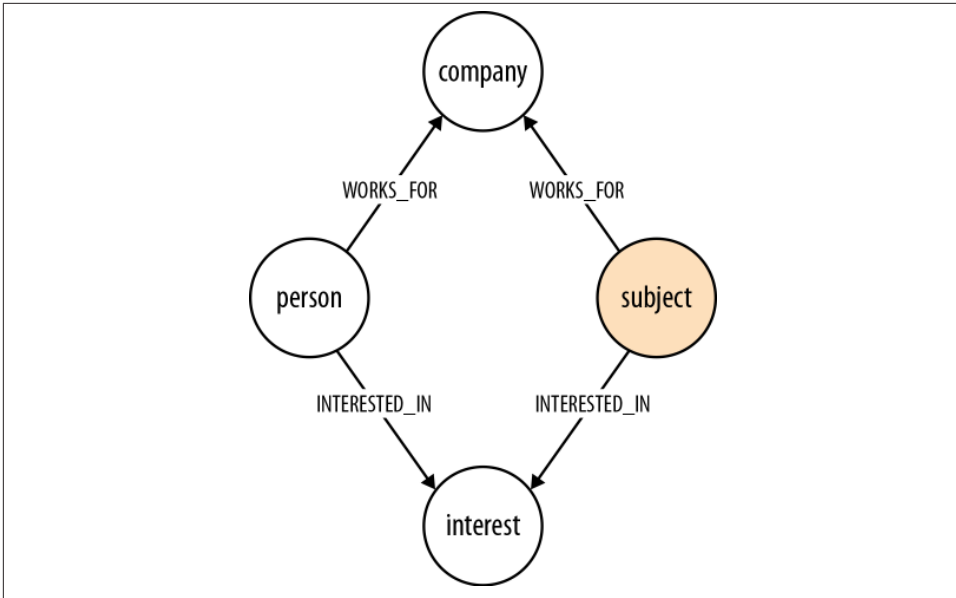 company
WORKS_FOR
WORKS_FOR
person
subject
INTERESTED_IN
INTERESTED_IN
interest